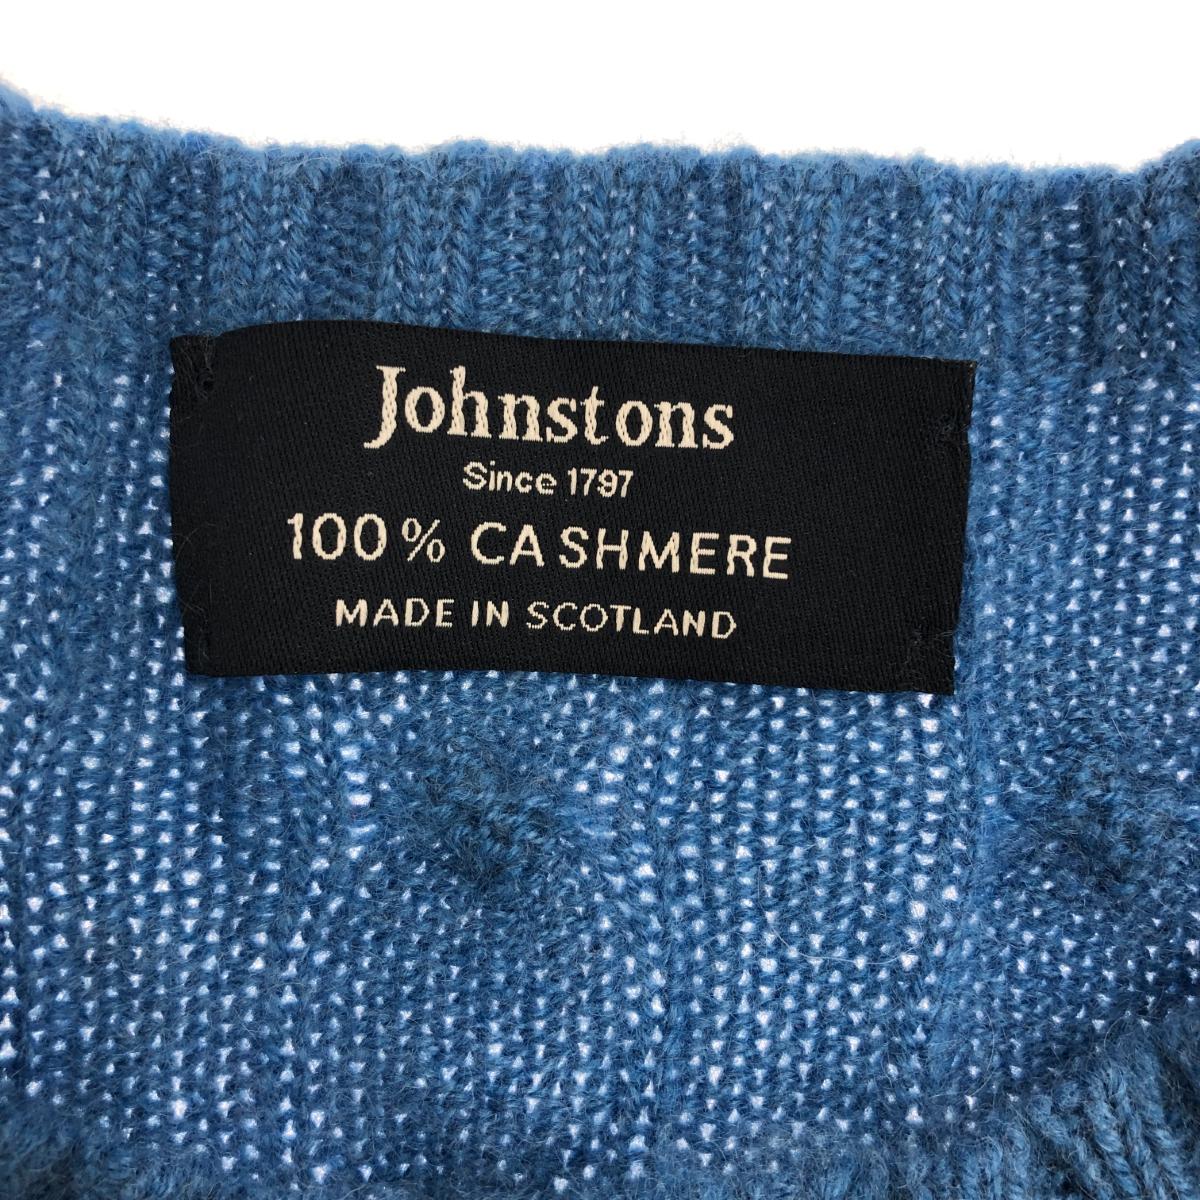 Johnstons
Since 1797
100% CASHMERE
MADE IN SCOTLAND